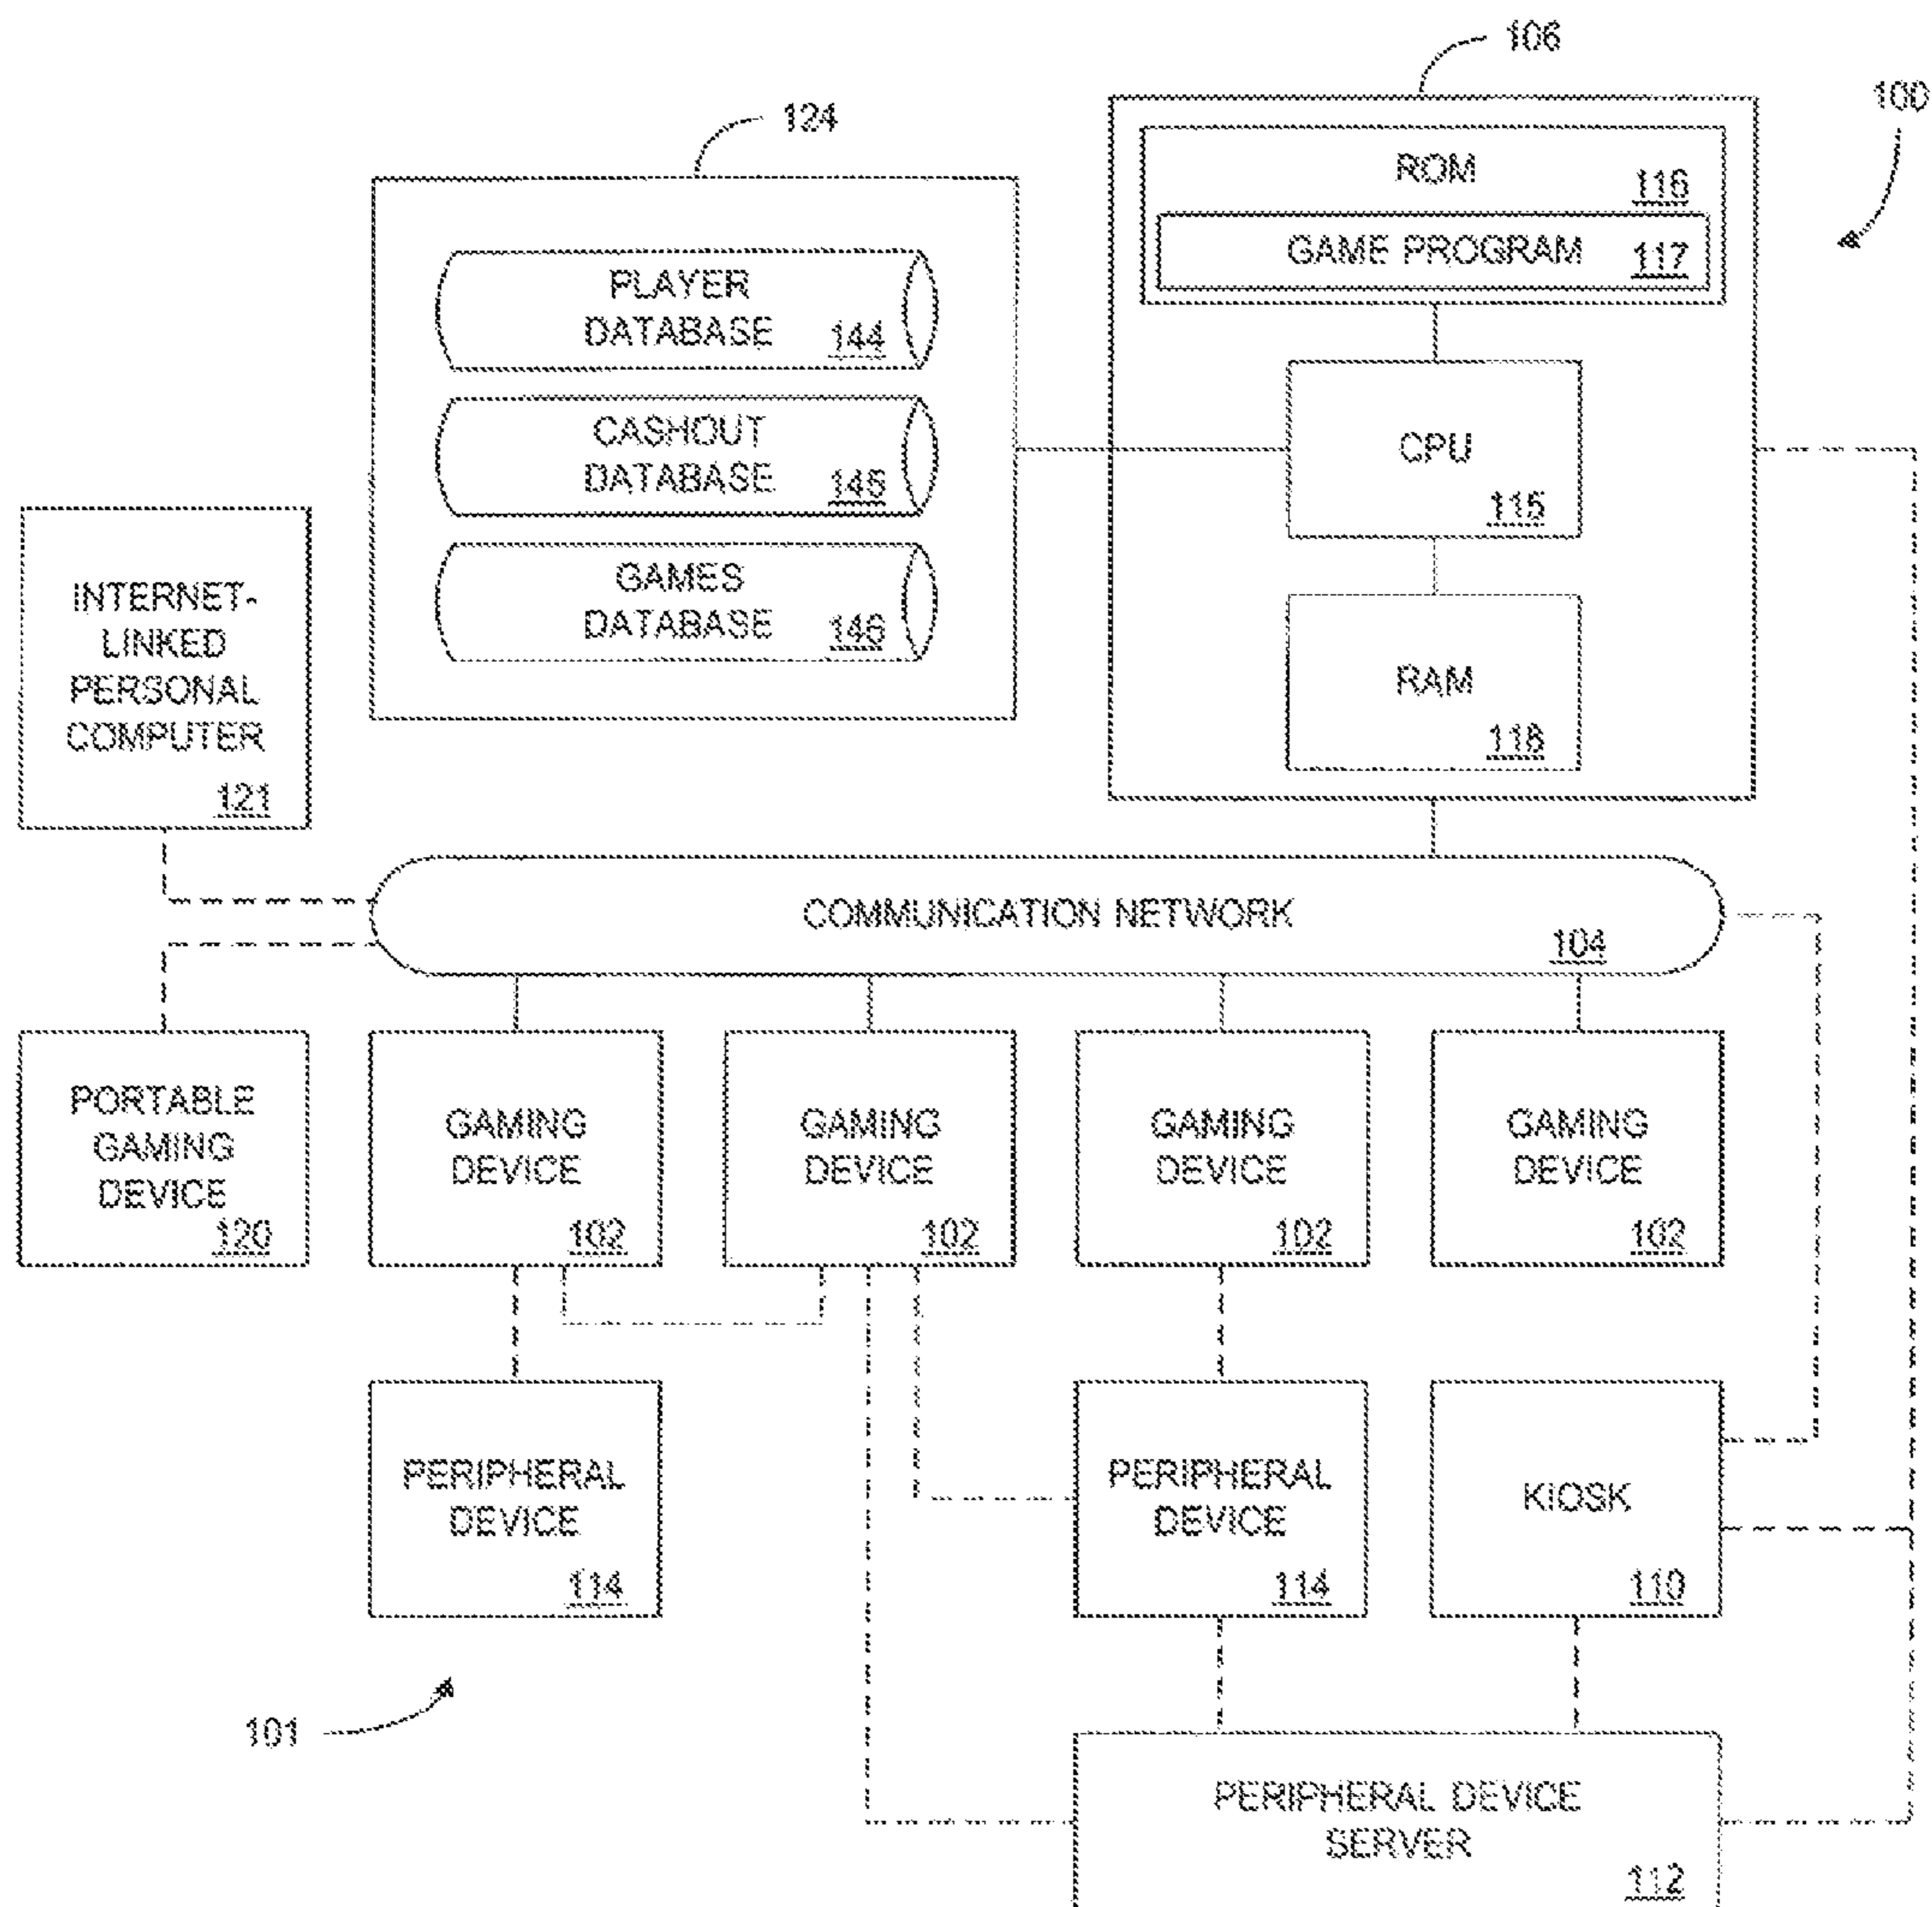 106
100
124
ROM
116
GAME PROGRAM
117
PLAYER
DATABASE
144
CASHOUT
DATABASE
145
GAMES
DATABASE
146
CPU
115
RAM
118
INTERNET-
LINKED
PERSONAL
COMPUTER
121
COMMUNICATION NETWORK
104
PORTABLE
GAMING
DEVICE
120
GAMING
DEVICE
102
GAMING
DEVICE
102
GAMING
DEVICE
102
GAMING
DEVICE
102
PERIPHERAL
DEVICE
114
PERIPHERAL
DEVICE
114
KIOSK
110
101
PERIPHERAL DEVICE
SERVER
112